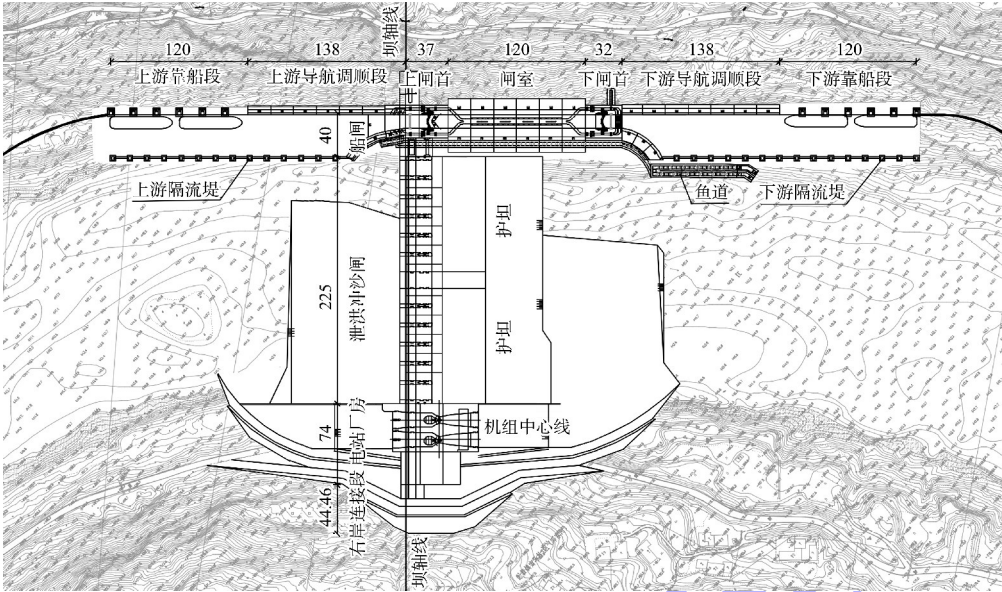 坝轴线
120
138
37
120
32
138
120
上游靠船段
上游导航调顺段
上闸首
闸室
下闸首
下游导航调顺段
下游靠船段
40
船闸
上游隔流堤
鱼道
下游隔流堤
护坦
225
泄洪冲沙闸
护坦
74
电站厂房
机组中心线
44.46
右岸连接段
坝轴线